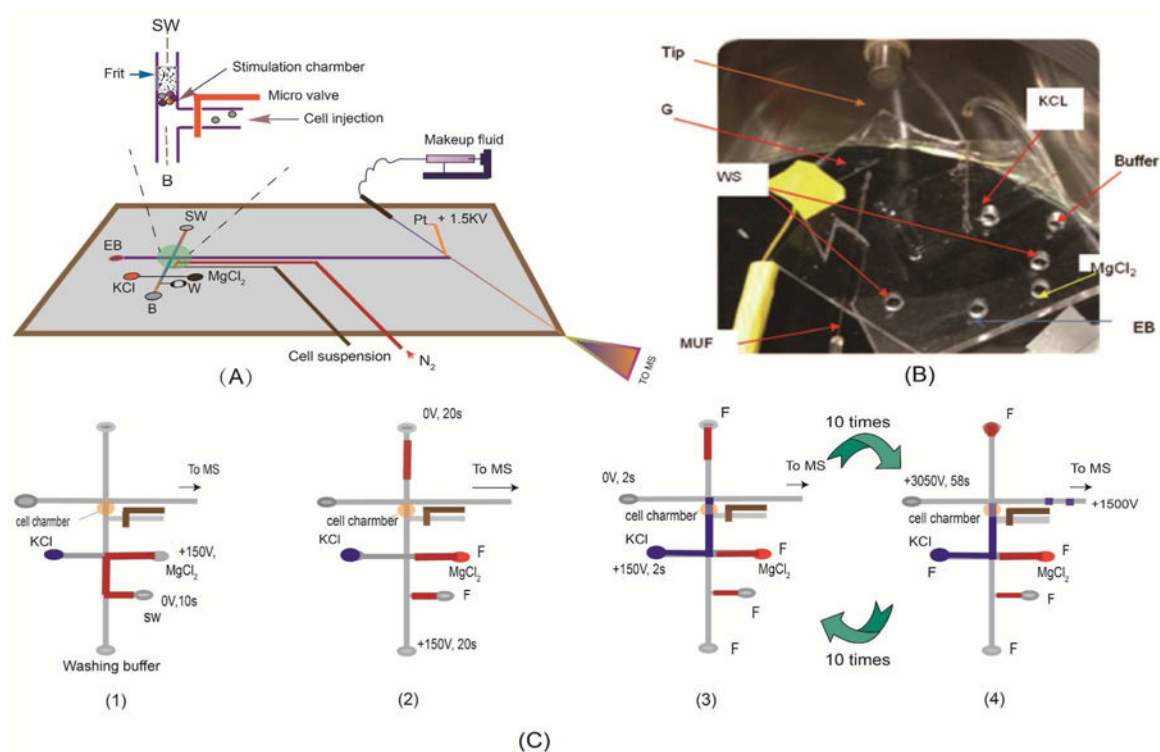 SW
Frit
Stimulation charmber
Micro valve
Cell injection
B
Makeup fluid
SW
Pt + 1.5KV
EB
KCl
MgCl2
W
B
Cell suspension
N2
TO MS
(A)
Tip
G
KCL
WS
Buffer
MgCl2
MUF
EB
(B)
To MS
cell charmber
KCl
+150V,
MgCl2
0V,10s
sw
Washing buffer
(1)
0V, 20s
To MS
cell charmber
KCl
F
MgCl2
F
+150V, 20s
(2)
F
To MS
0V, 2s
cell charmber
KCl
F
+150V, 2s
MgCl2
F
F
(3)
10 times
10 times
F
To MS
+3050V, 58s
+1500V
cell charmber
KCl
F
F
MgCl2
F
F
(4)
(C)